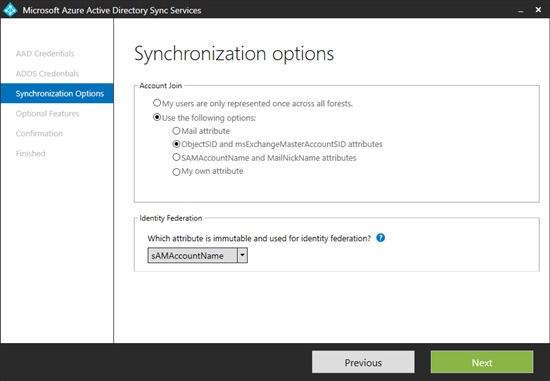 Microsoft Azure Active Directory Sync Services
AAD Credentials
ADDS Credentials
Synchronization Options
Optional Features
Confirmation
Finished
Synchronization options
Account Join
My users are only represented once across all forests.
Use the following options:
Mail attribute
ObjectSID and msExchangeMasterAccountSID attributes
SAMAccountName and MailNickName attributes
My own attribute
Identity Federation
Which attribute is immutable and used for identity federation? ?
sAMAccountName
Previous
Next